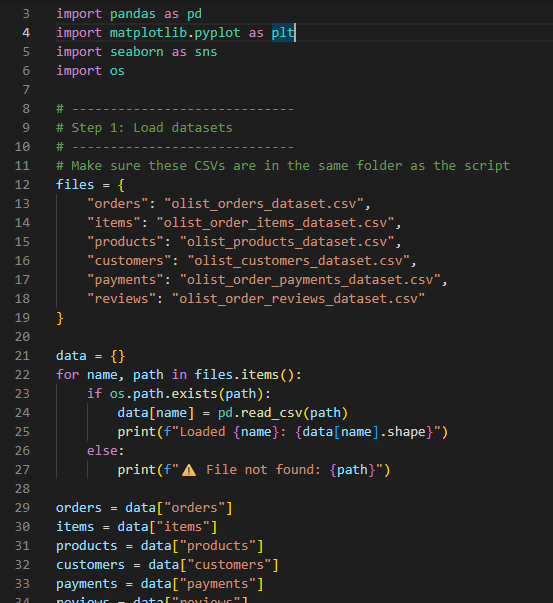 3 import pandas as pd
4 import matplotlib.pyplot as plt
5 import seaborn as sns
6 import os
7
8 # -----------------------------
9 # Step 1: Load datasets
10 # -----------------------------
11 # Make sure these CSVs are in the same folder as the script
12 files = {
13     "orders": "olist_orders_dataset.csv",
14     "items": "olist_order_items_dataset.csv",
15     "products": "olist_products_dataset.csv",
16     "customers": "olist_customers_dataset.csv",
17     "payments": "olist_order_payments_dataset.csv",
18     "reviews": "olist_order_reviews_dataset.csv"
19 }
20
21 data = {}
22 for name, path in files.items():
23     if os.path.exists(path):
24         data[name] = pd.read_csv(path)
25         print(f"Loaded {name}: {data[name].shape}")
26     else:
27         print(f"⚠️ File not found: {path}")
28
29 orders = data["orders"]
30 items = data["items"]
31 products = data["products"]
32 customers = data["customers"]
33 payments = data["payments"]
34 reviews = data["reviews"]